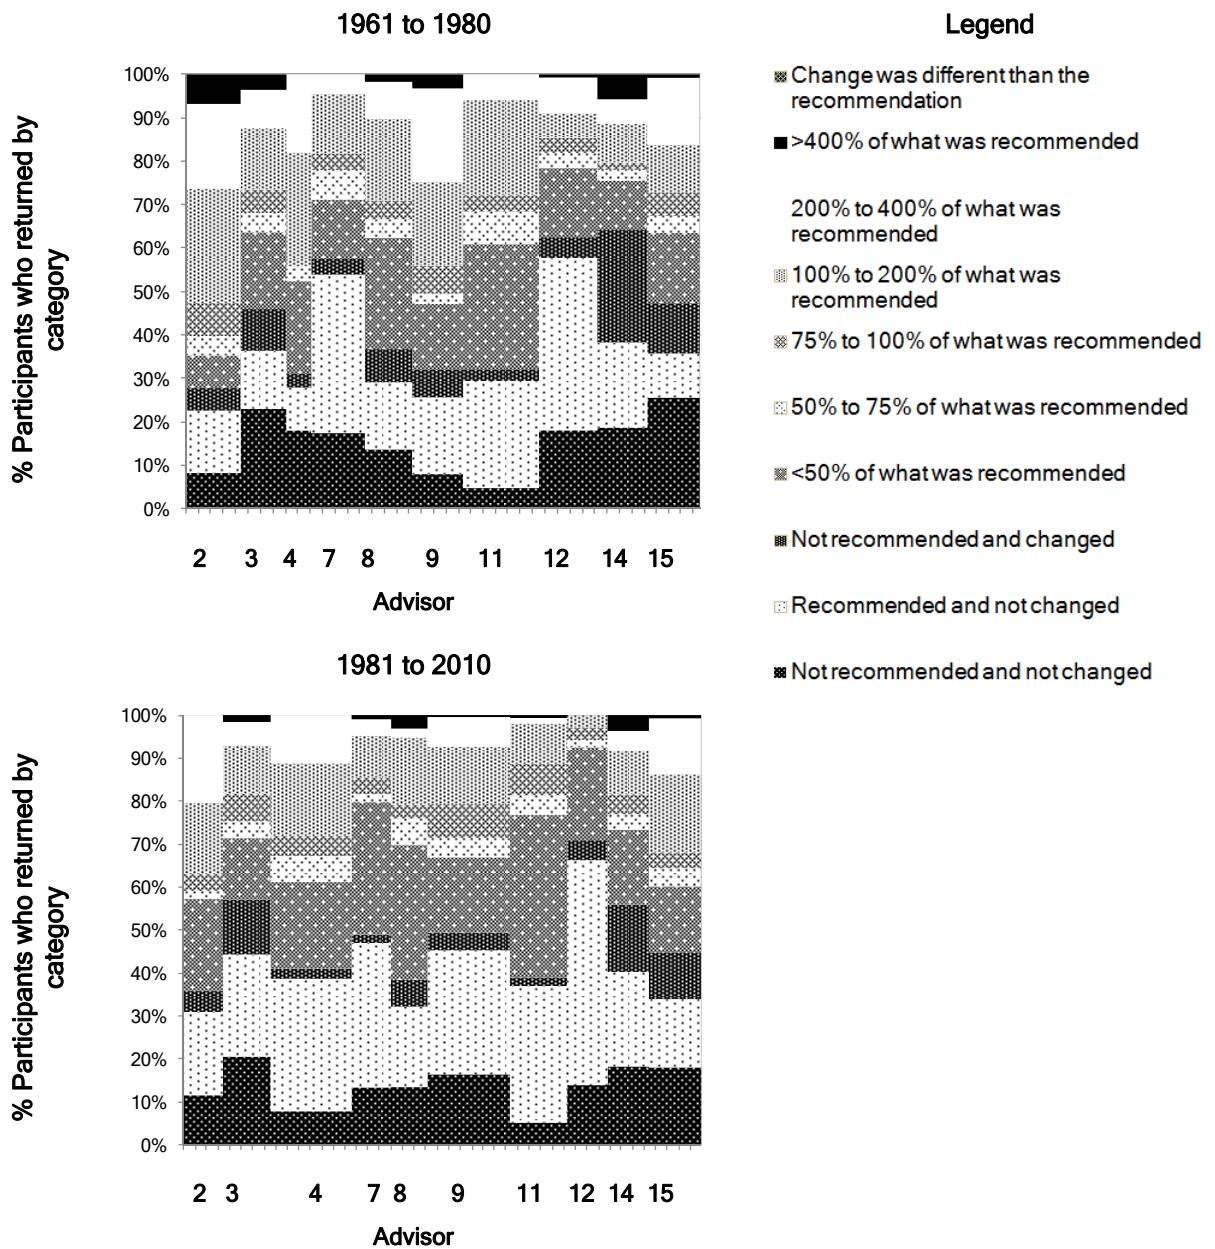 1961 to 1980
Legend
% Participants who returned by
category
100%
90%
80%
70%
60%
50%
40%
30%
20%
10%
0%
2 3 4 7 8 9 11 12 14 15
Advisor
Change was different than the
recommendation
>400% of what was recommended
200% to 400% of what was
recommended
100% to 200% of what was
recommended
75% to 100% of what was recommended
50% to 75% of what was recommended
<50% of what was recommended
Not recommended and changed
Recommended and not changed
Not recommended and not changed
1981 to 2010
% Participants who returned by
category
100%
90%
80%
70%
60%
50%
40%
30%
20%
10%
0%
2 3 4 7 8 9 11 12 14 15
Advisor